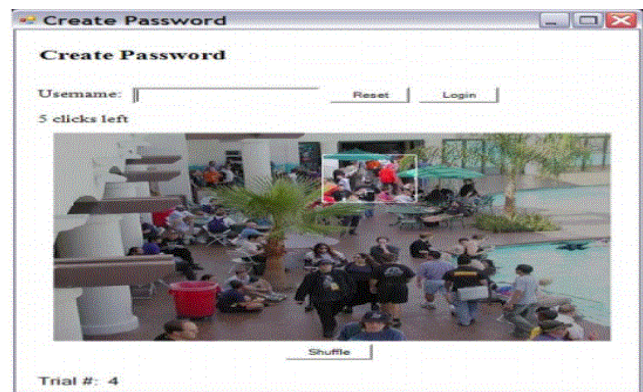 Create Password
Create Password
Username: Reset Login
5 clicks left
Shuffle
Trial #: 4